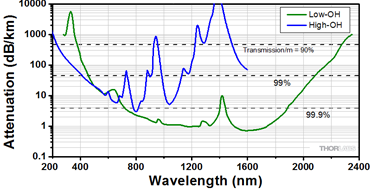 Attenuation (dB/km)
10000
1000
100
10
1
0.1
Low-OH
High-OH
Transmission/m = 90%
99%
99.9%
THORLABS
200 400 600 800 1000 1200 1400 1600 1800 2000 2200 2400
Wavelength (nm)